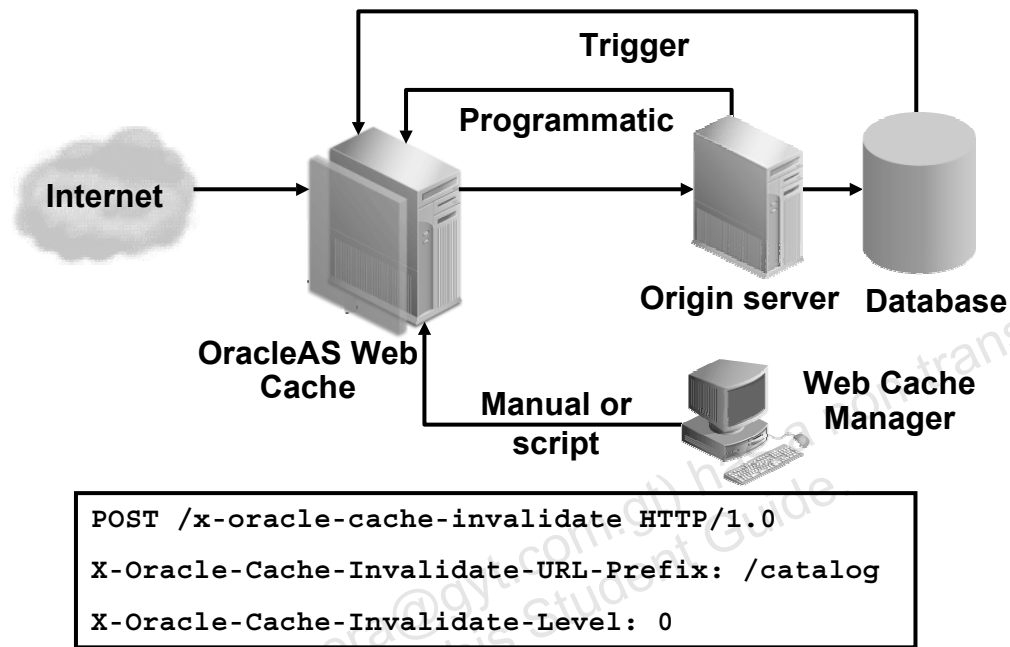 Trigger
Programmatic
Internet
Origin server
Database
OracleAS Web
Cache
Manual or
script
Web Cache
Manager
POST /x-oracle-cache-invalidate HTTP/1.0
X-Oracle-Cache-Invalidate-URL-Prefix: /catalog
X-Oracle-Cache-Invalidate-Level: 0